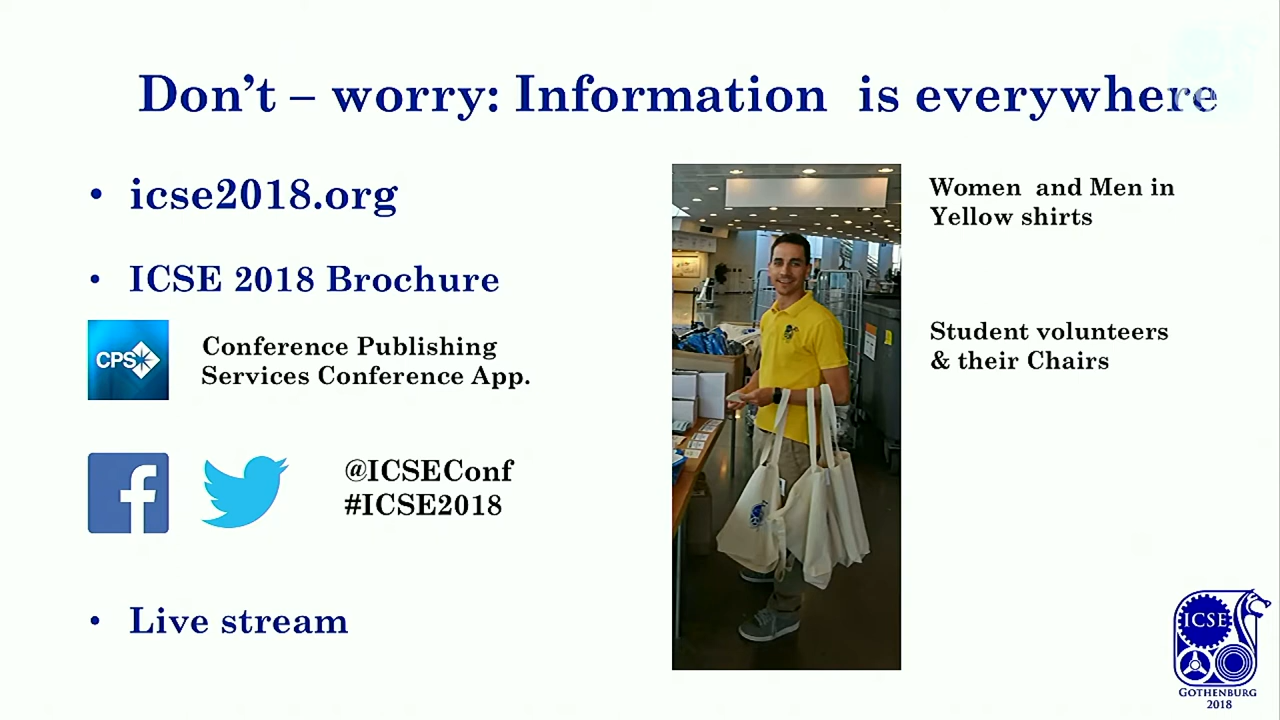 Don't – worry: Information is everywhere
• icse2018.org
• ICSE 2018 Brochure
CPS
Conference Publishing
Services Conference App.
@ICSEConf
#ICSE2018
• Live stream
Women and Men in
Yellow shirts
Student volunteers
& their Chairs
ICSE
GOTHENBURG
2018